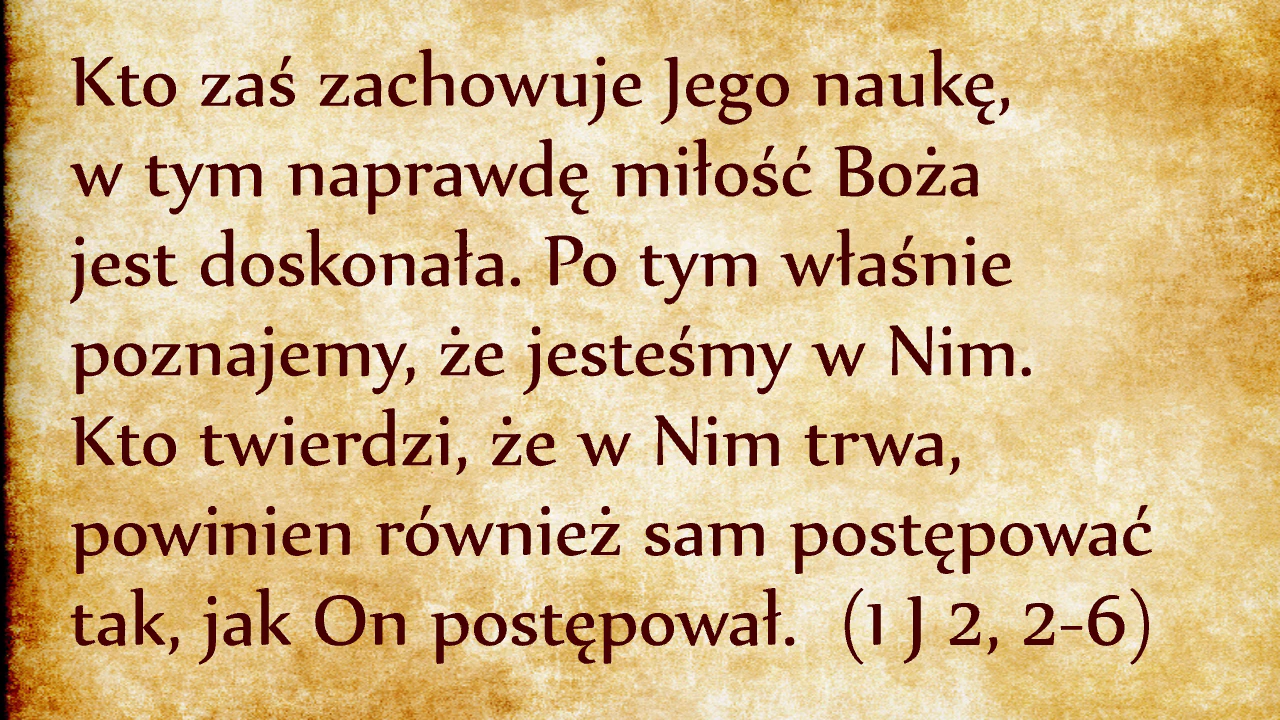 Kto zaś zachowuje Jego naukę,
w tym naprawdę miłość Boża
jest doskonała. Po tym właśnie
poznajemy, że jesteśmy w Nim.
Kto twierdzi, że w Nim trwa,
powinien również sam postępować
tak, jak On postępował. (1 J 2, 2-6)